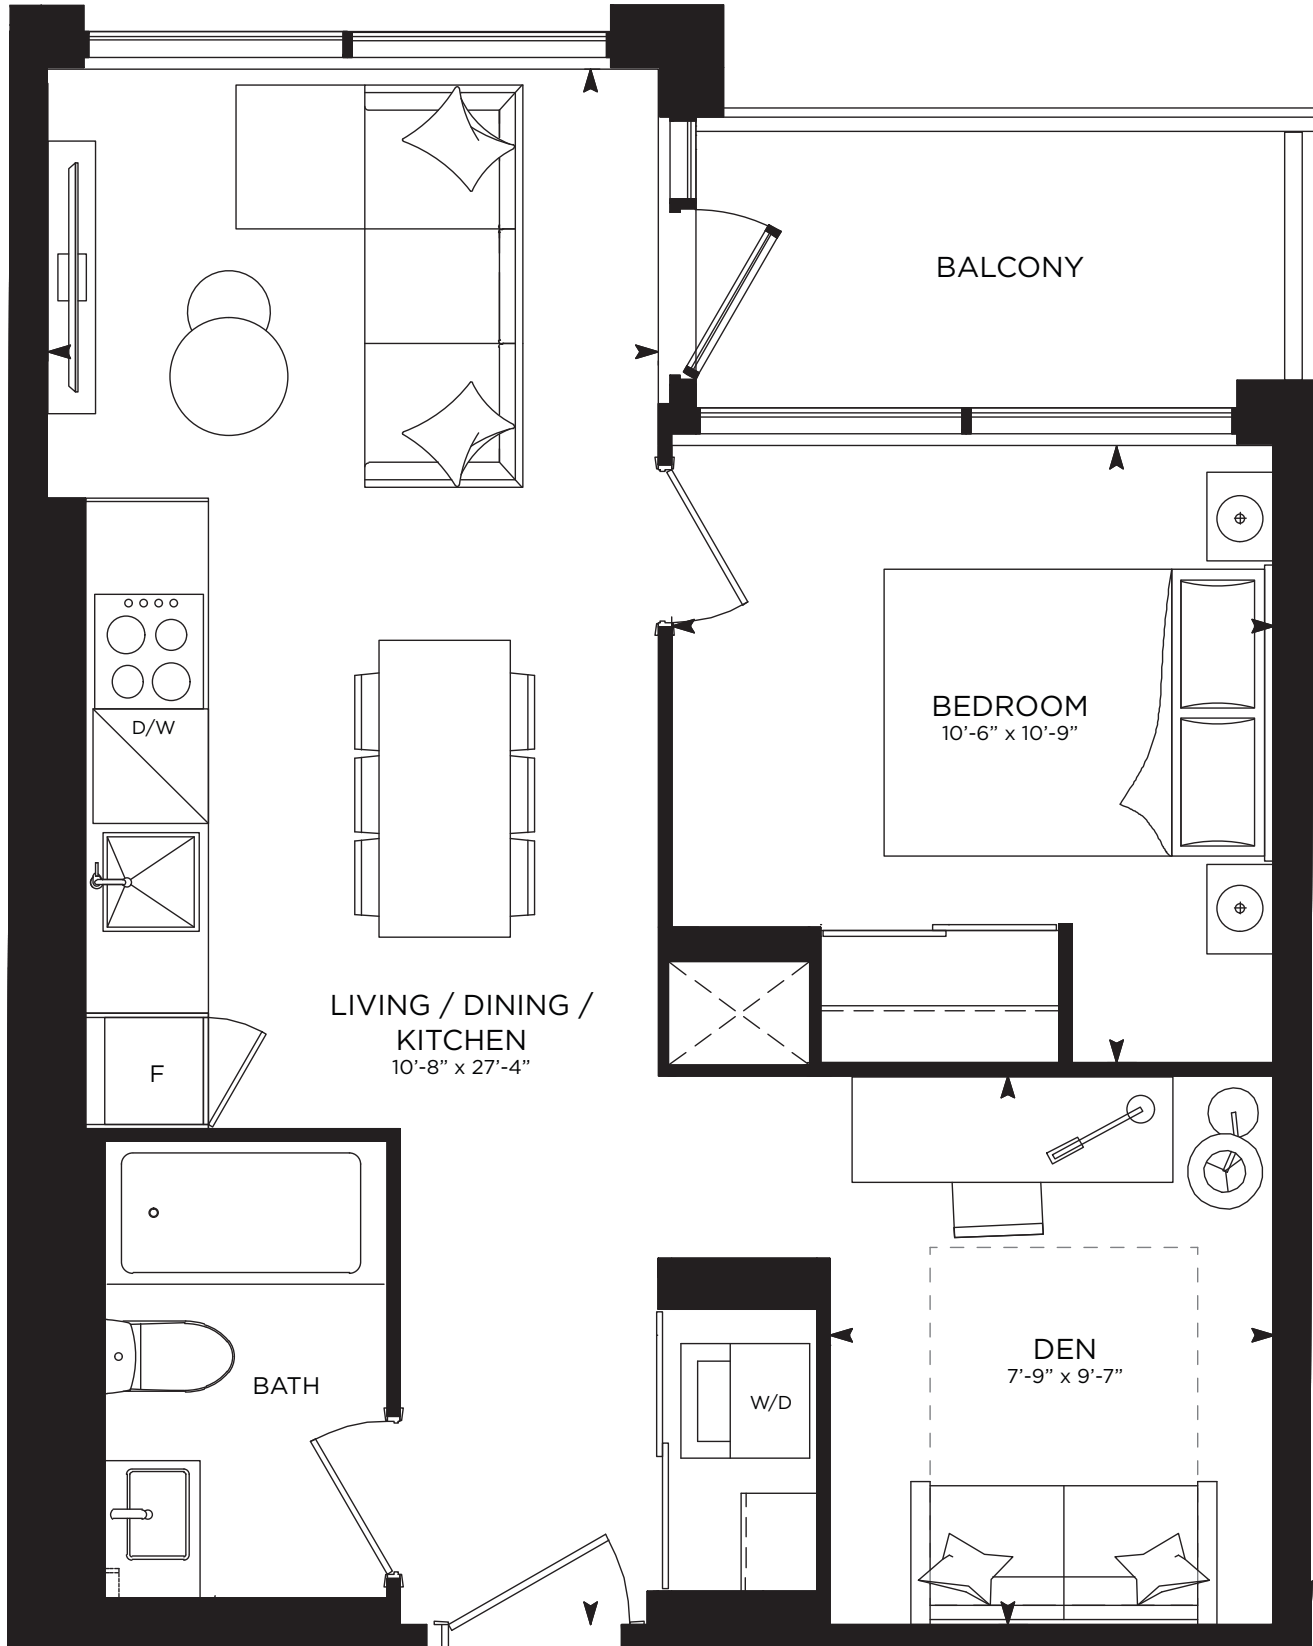 BALCONY
BEDROOM
10’-6” x 10’-9”
D/W
LIVING / DINING /
KITCHEN
10’-8” x 27’-4”
F
DEN
7’-9” x 9’-7”
BATH
W/D